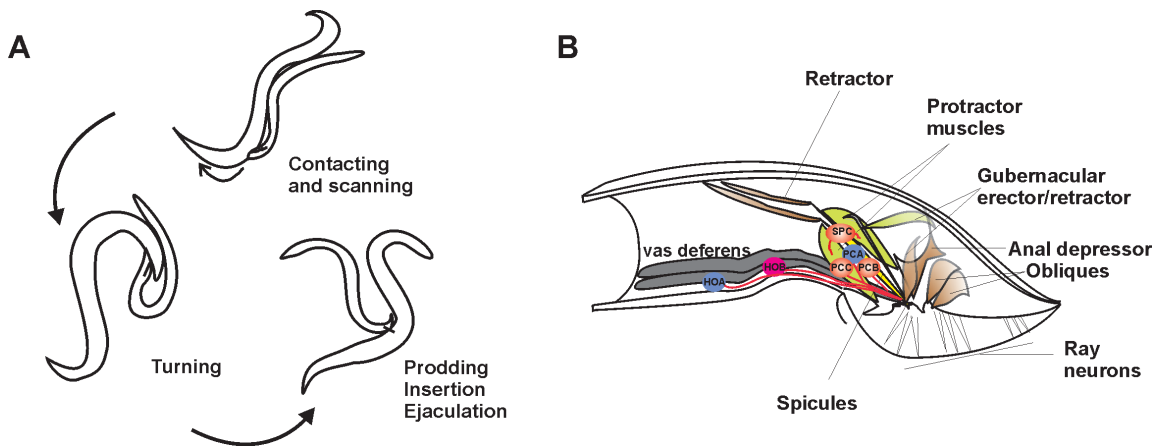 A
Contacting
and scanning
Turning
Prodding
Insertion
Ejaculation
B
Retractor
Protractor
muscles
Gubernacular
erector/retractor
Anal depressor
Obliques
Ray
neurons
Spicules
vas deferens
SPC
PCA
PCC
PCB
HOB
HOA